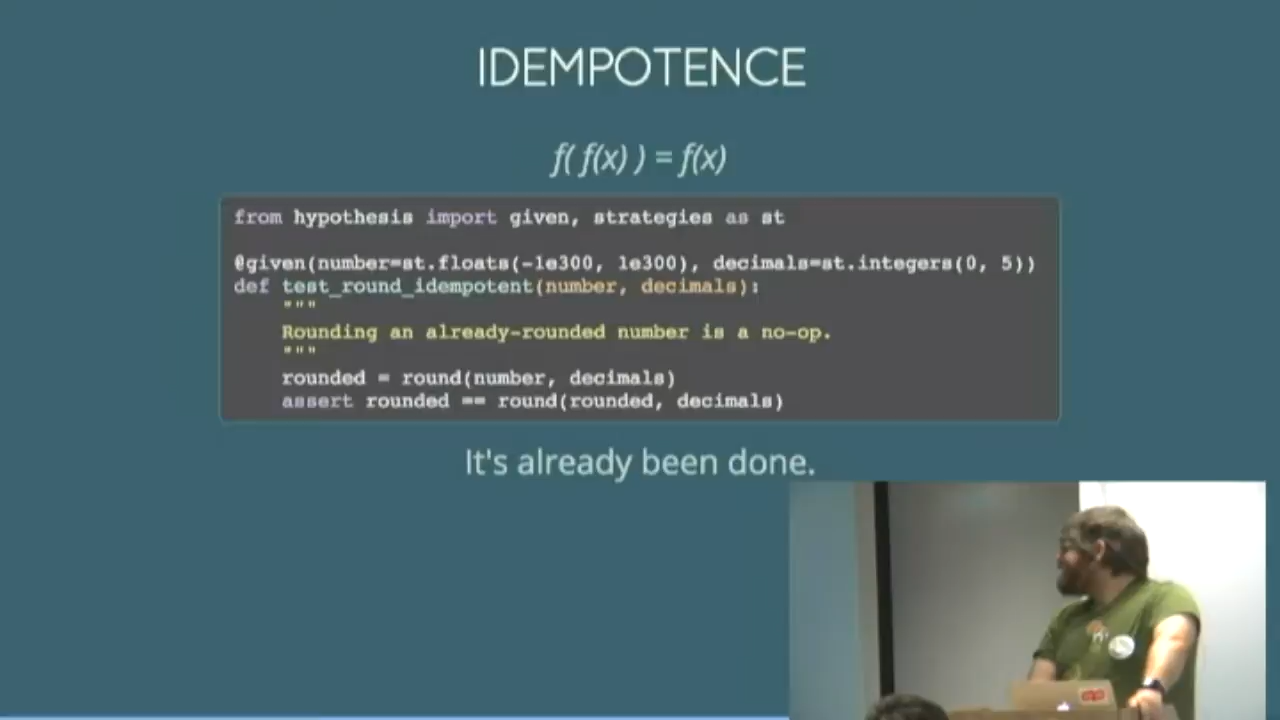 IDEMPOTENCE
f( f(x) ) = f(x)
from hypothesis import given, strategies as st
@given(number=st.floats(-1e300, 1e300), decimals=st.integers(0, 5))
def test_round_idempotent(number, decimals):
"""
Rounding an already-rounded number is a no-op.
"""
rounded = round(number, decimals)
assert rounded == round(rounded, decimals)
It's already been done.